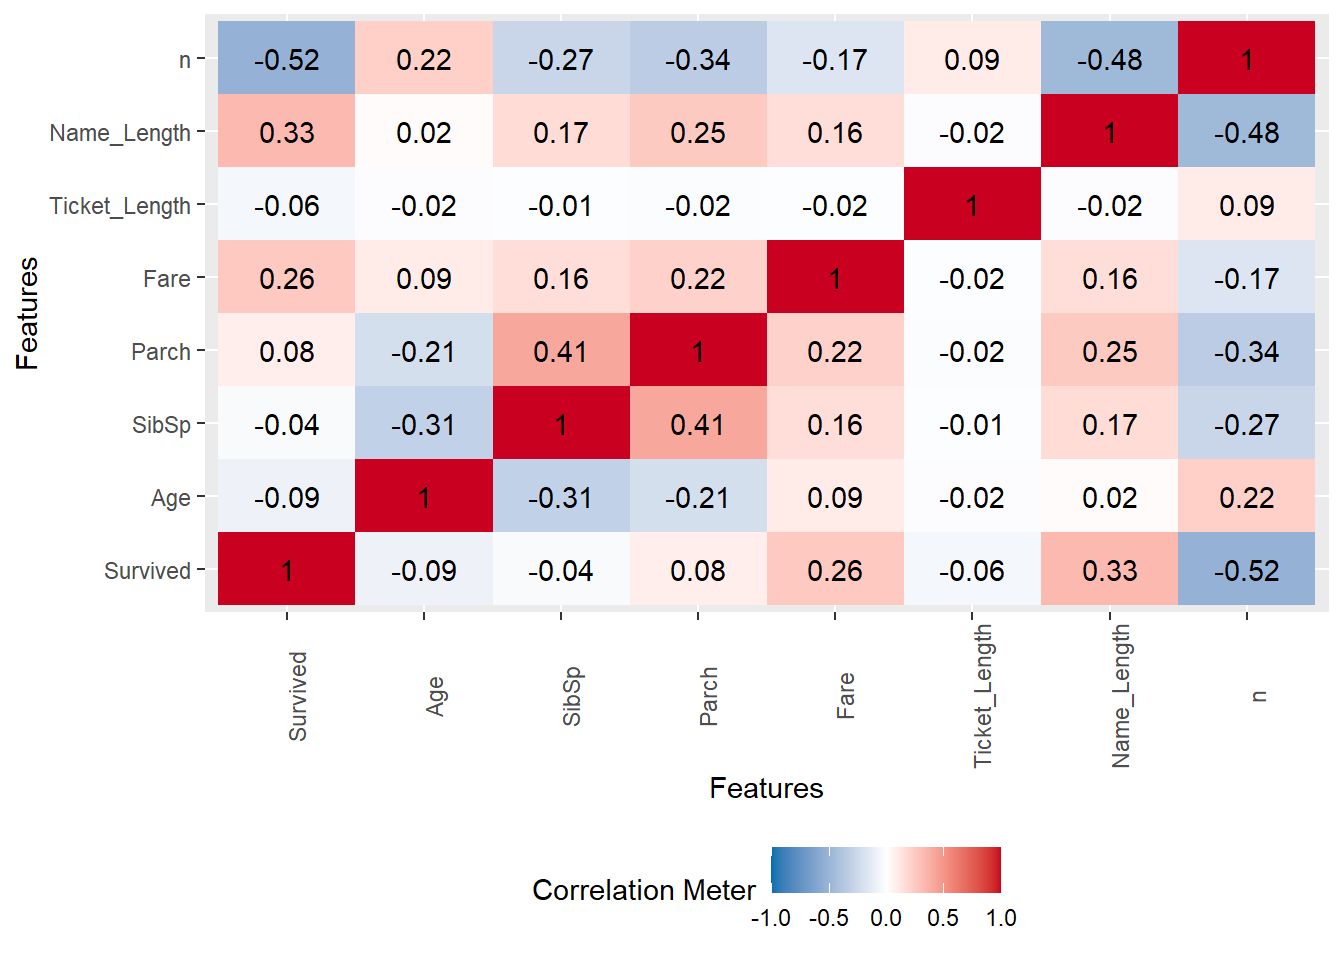 n -0.52 0.22 -0.27 -0.34 -0.17 0.09 -0.48 1
Name_Length 0.33 0.02 0.17 0.25 0.16 -0.02 1 -0.48
Ticket_Length -0.06 -0.02 -0.01 -0.02 -0.02 1 -0.02 0.09
Fare 0.26 0.09 0.16 0.22 1 -0.02 0.16 -0.17
Parch 0.08 -0.21 0.41 1 0.22 -0.02 0.25 -0.34
SibSp -0.04 -0.31 1 0.41 0.16 -0.01 0.17 -0.27
Age -0.09 1 -0.31 -0.21 0.09 -0.02 0.02 0.22
Survived 1 -0.09 -0.04 0.08 0.26 -0.06 0.33 -0.52
Features
Survived Age SibSp Parch Fare Ticket_Length Name_Length n
Features
Correlation Meter
-1.0 -0.5 0.0 0.5 1.0